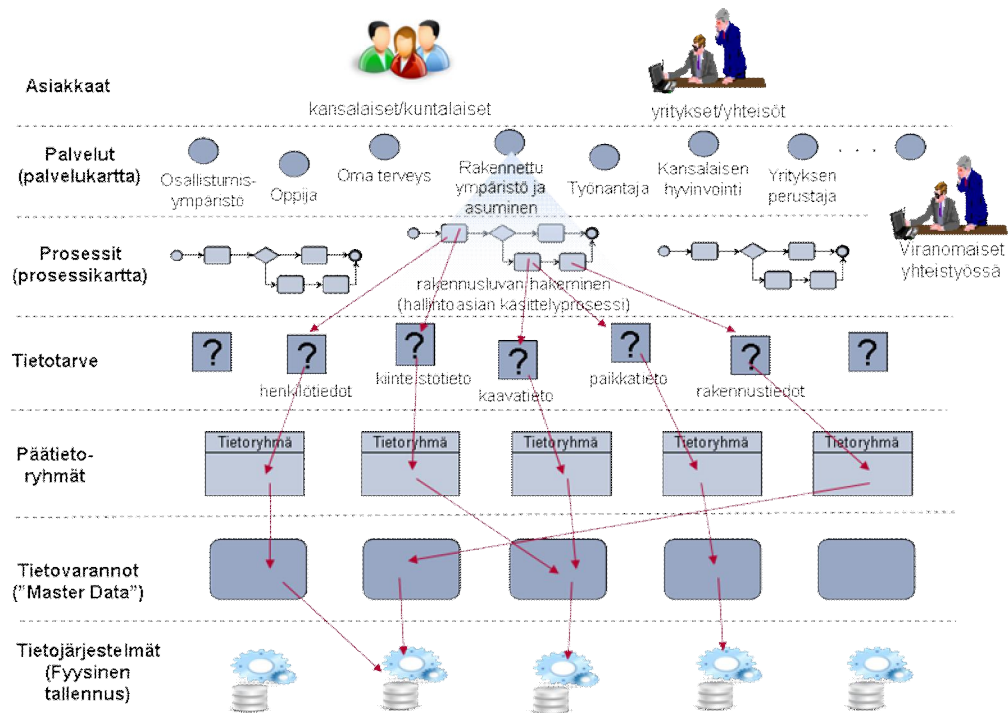 Asiakkaat
kansalaiset/kuntalaiset
yritykset/yhteisöt
Palvelut
(palvelukartta)
Osallistumis-
ympäristö
Oppija
Oma terveys
Rakennettu
ympäristö ja
asuminen
Työnantaja
Kansalaisen
hyvinvointi
Yrityksen
perustaja
. . .
Prosessit
(prosessikartta)
rakennusluvan hakeminen
(hallintoasian käsittelyprosessi)
Viranomaiset
yhteistyössä
Tietotarve
?
?
?
?
?
?
?
henkilötiedot
kiinteistötieto
kaavatieto
paikkatieto
rakennustiedot
Päätieto-
ryhmät
Tietoryhmä
Tietoryhmä
Tietoryhmä
Tietoryhmä
Tietoryhmä
Tietovarannot
("Master Data")
Tietojärjestelmät
(Fyysinen
tallennus)